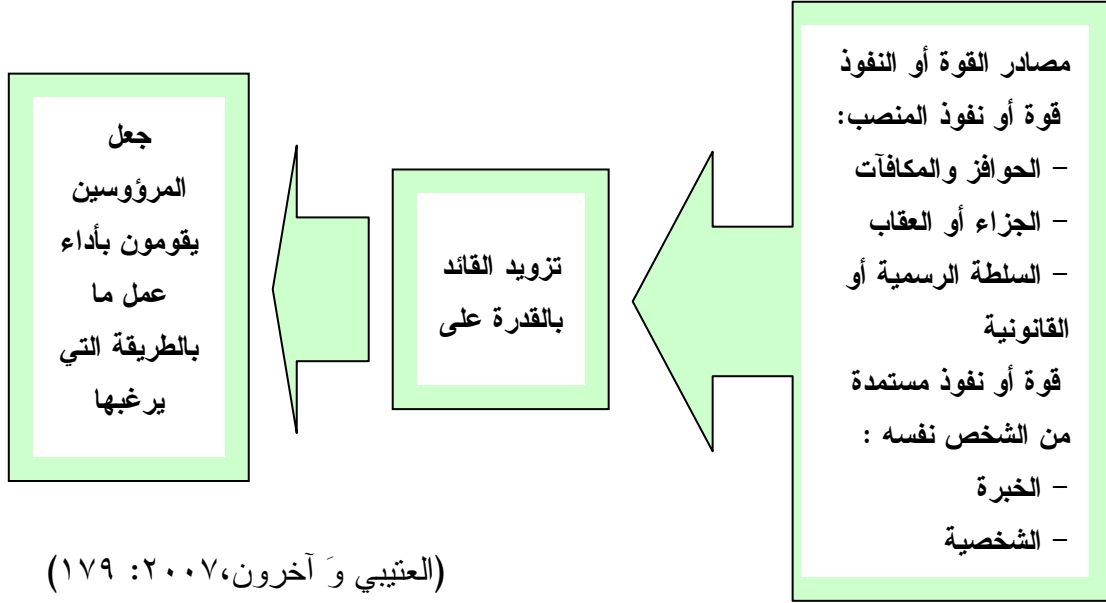 مصادر القوة أو النفوذ
قوة أو نفوذ المنصب:
- الحوافز والمكافآت
- الجزاء أو العقاب
- السلطة الرسمية أو
القانونية
قوة أو نفوذ مستمدة
من الشخص نفسه :
- الخبرة
- الشخصية
تزويد القائد
بالقدرة على
جعل
المرؤوسين
يقومون بأداء
عمل ما
بالطريقة التي
يرغبها
(العتيبي وَ آخرون،٢٠٠٧: ١٧٩)